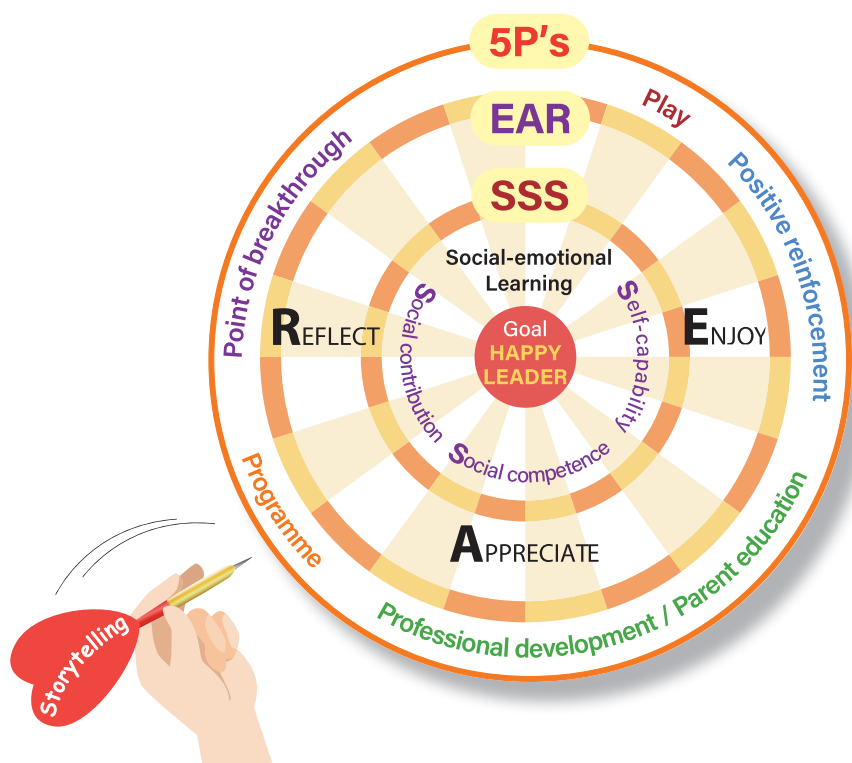 5P's
EAR
SSS
Play
Positive reinforcement
Professional development / Parent education
Programme
Point of breakthrough
ENJOY
APPRECIATE
REFLECT
Social-emotional
Learning
Self-capability
Social competence
Social contribution
Goal
HAPPY
LEADER
Storytelling